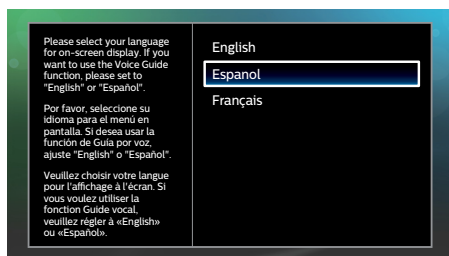 Please select your language
for on-screen display. If you
want to use the Voice Guide
function, please set to
"English" or "Español".
Por favor, seleccione su
idioma para el menú en
pantalla. Si desea usar la
función de Guía por voz,
ajuste "English" o "Español".
Veuillez choisir votre langue
pour l'affichage à l'écran. Si
vous voulez utiliser la
fonction Guide vocal,
veuillez régler à «English»
ou «Español».
English
Espanol
Français